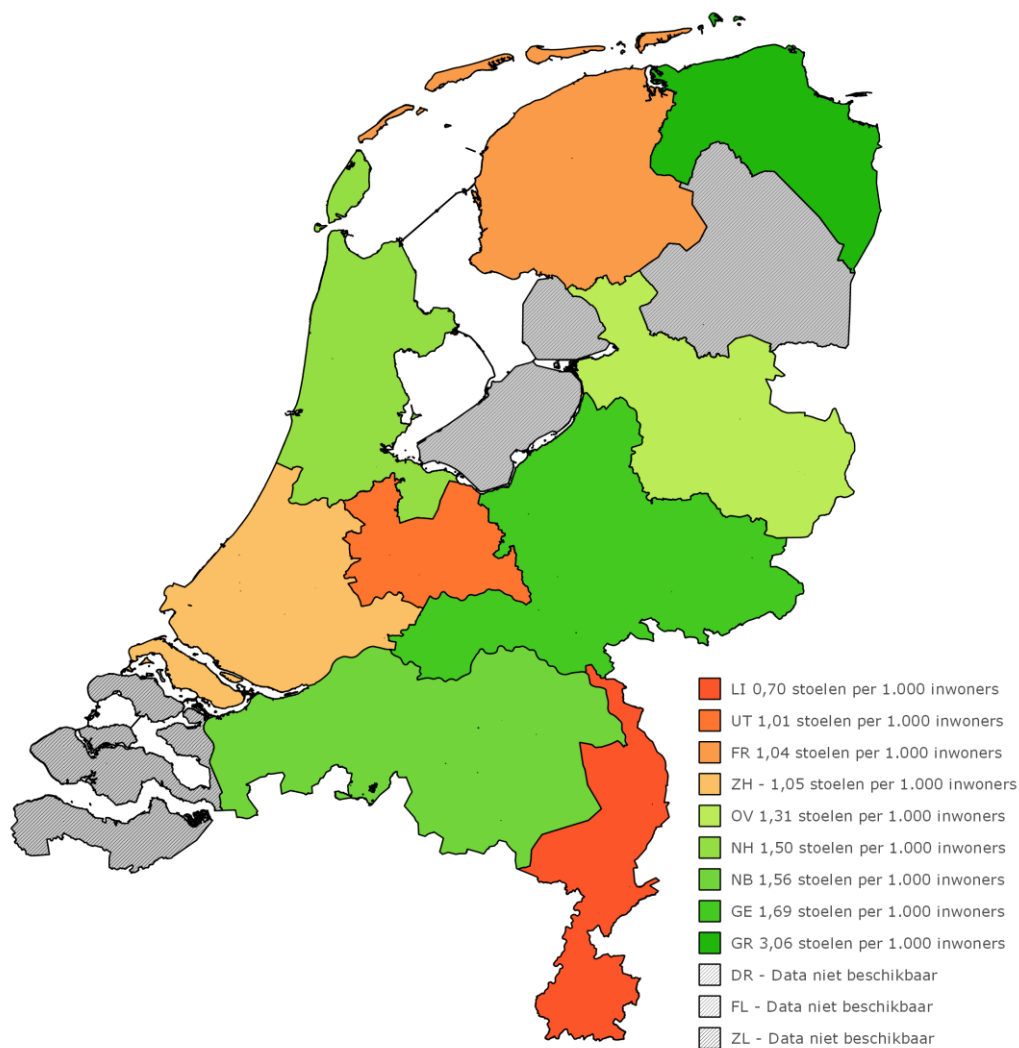 LI 0,70 stoelen per 1.000 inwoners
UT 1,01 stoelen per 1.000 inwoners
FR 1,04 stoelen per 1.000 inwoners
ZH - 1,05 stoelen per 1.000 inwoners
OV 1,31 stoelen per 1.000 inwoners
NH 1,50 stoelen per 1.000 inwoners
NB 1,56 stoelen per 1.000 inwoners
GE 1,69 stoelen per 1.000 inwoners
GR 3,06 stoelen per 1.000 inwoners
DR - Data niet beschikbaar
FL - Data niet beschikbaar
ZL - Data niet beschikbaar